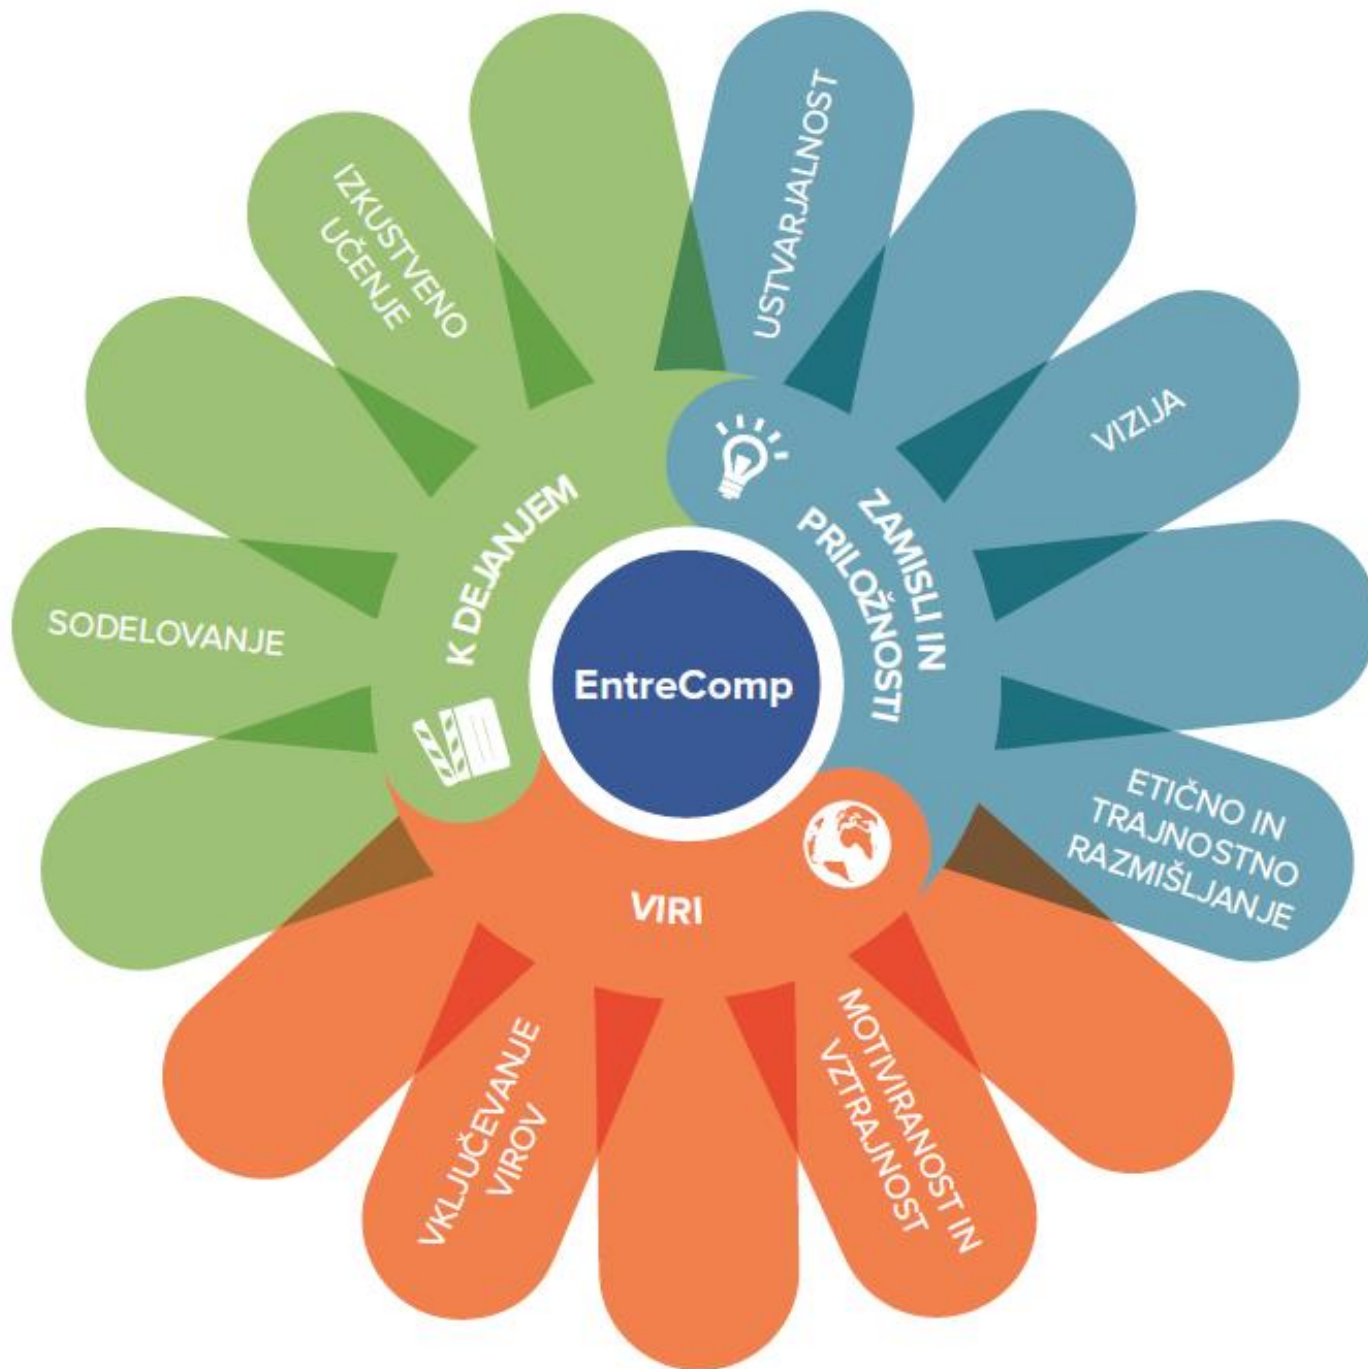 EntreComp
ZAMISLI IN
PRILOŽNOSTI
USTVARJALNOST
VIZIJA
ETIČNO IN
TRAJNOSTNO
RAZMIŠLJANJE
VIRI
MOTIVIRANOST IN
VZTRAJNOST
VKLJUČEVANJE
VIROV
K DEJANJEM
SODELOVANJE
IZKUSTVENO
UČENJE